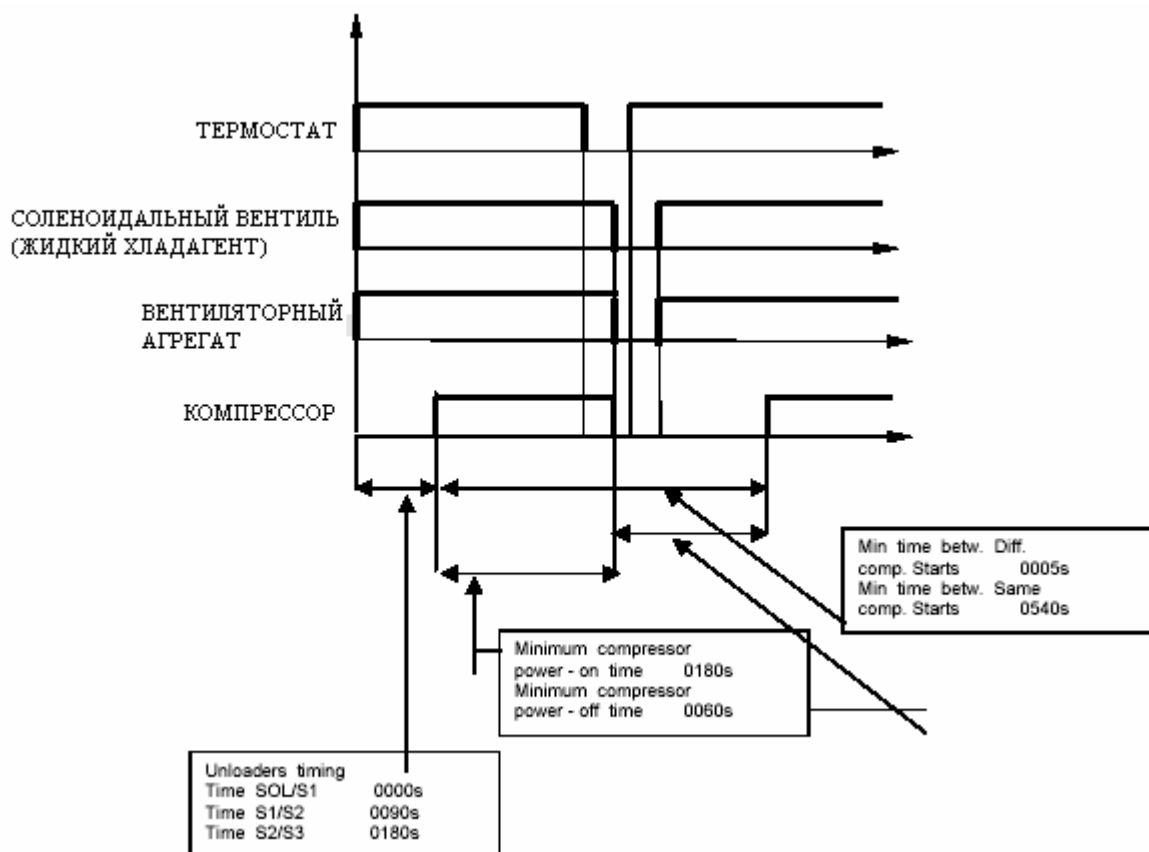 ТЕРМОСТАТ
СОЛЕНОИДАЛЬНЫЙ ВЕНТИЛЬ
(ЖИДКИЙ ХЛАДАГЕНТ)
ВЕНТИЛЯТОРНЫЙ
АГРЕГАТ
КОМПРЕССОР
Min time betw. Diff.
comp. Starts 0005s
Min time betw. Same
comp. Starts 0540s
Minimum compressor
power - on time 0180s
Minimum compressor
power - off time 0060s
Unloaders timing
Time SOL/S1 0000s
Time S1/S2 0090s
Time S2/S3 0180s